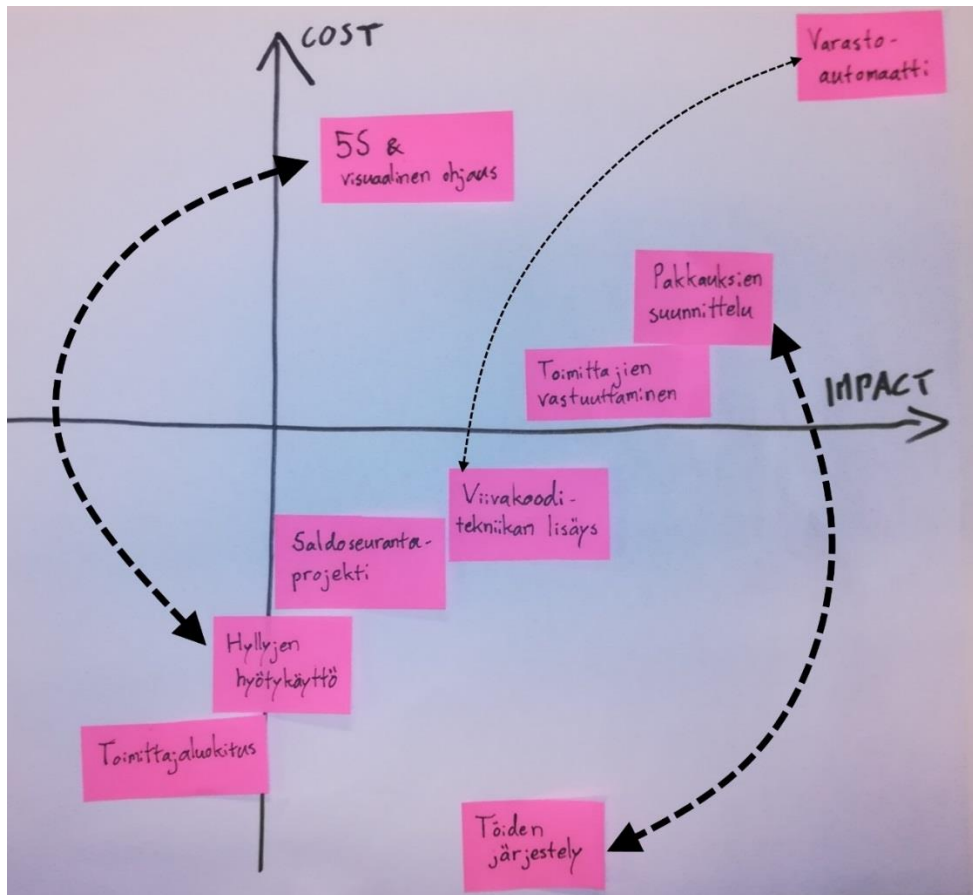 COST
Varasto-
automaatti
5S &
visuaalinen ohjaus
Pakkauksien
suunnittelu
Toimittajien
vastuuttaminen
IMPACT
Viivakoodi-
tekniikan lisäys
Saldoseuranta-
projekti
Hyllyjen
hyötykäyttö
Toimittajaluokitus
Töiden
järjestely